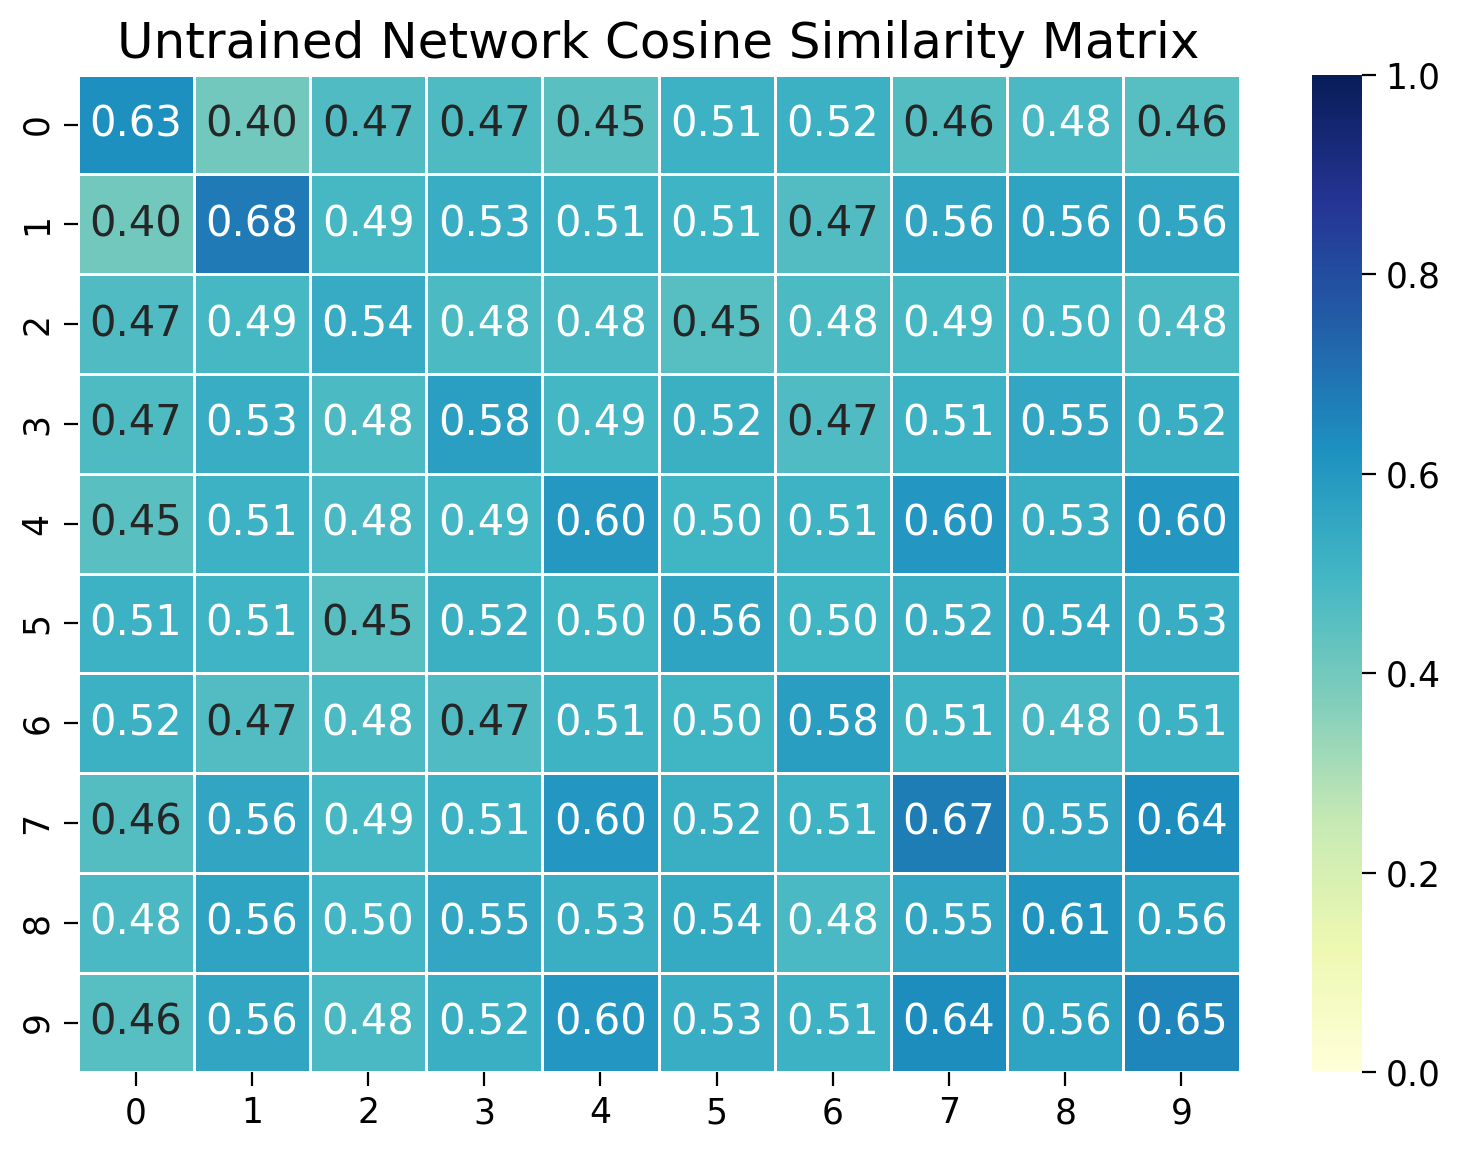 Untrained Network Cosine Similarity Matrix
0 0.63 0.40 0.47 0.47 0.45 0.51 0.52 0.46 0.48 0.46
1 0.40 0.68 0.49 0.53 0.51 0.51 0.47 0.56 0.56 0.56
2 0.47 0.49 0.54 0.48 0.48 0.45 0.48 0.49 0.50 0.48
3 0.47 0.53 0.48 0.58 0.49 0.52 0.47 0.51 0.55 0.52
4 0.45 0.51 0.48 0.49 0.60 0.50 0.51 0.60 0.53 0.60
5 0.51 0.51 0.45 0.52 0.50 0.56 0.50 0.52 0.54 0.53
6 0.52 0.47 0.48 0.47 0.51 0.50 0.58 0.51 0.48 0.51
7 0.46 0.56 0.49 0.51 0.60 0.52 0.51 0.67 0.55 0.64
8 0.48 0.56 0.50 0.55 0.53 0.54 0.48 0.55 0.61 0.56
9 0.46 0.56 0.48 0.52 0.60 0.53 0.51 0.64 0.56 0.65
0 1 2 3 4 5 6 7 8 9
1.0
0.8
0.6
0.4
0.2
0.0